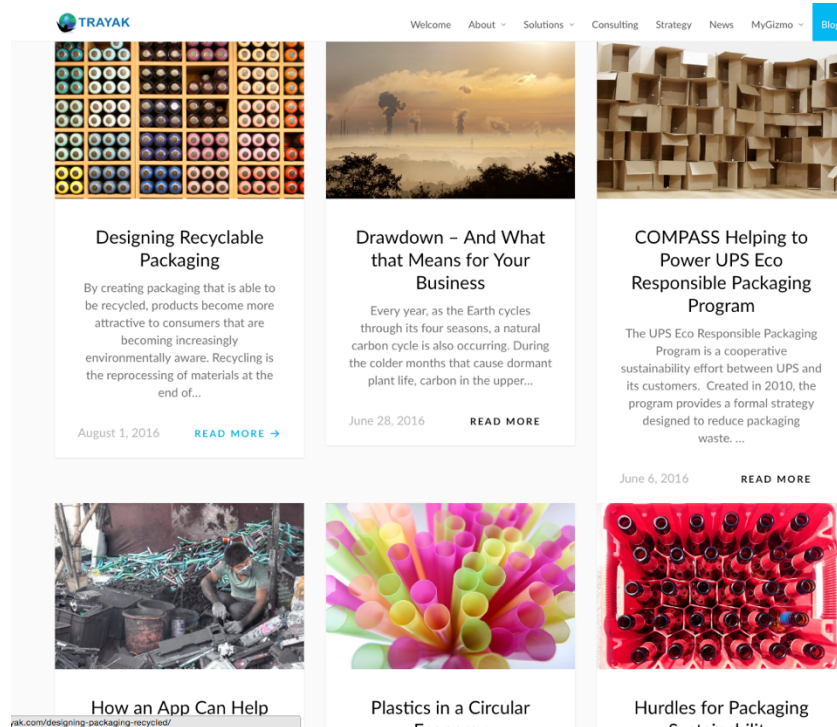 TRAYAK
Welcome About Solutions Consulting Strategy News MyGizmo Blog
Designing Recyclable
Packaging
By creating packaging that is able to
be recycled, products become more
attractive to consumers that are
becoming increasingly
environmentally aware. Recycling is
the reprocessing of materials at the
end of…
August 1, 2016 READ MORE →
Drawdown – And What
that Means for Your
Business
Every year, as the Earth cycles
through its four seasons, a natural
carbon cycle is also occurring. During
the colder months that cause dormant
plant life, carbon in the upper…
June 28, 2016 READ MORE
COMPASS Helping to
Power UPS Eco
Responsible Packaging
Program
The UPS Eco Responsible Packaging
Program is a cooperative
sustainability effort between UPS and
its customers. Created in 2010, the
program provides a formal strategy
designed to reduce packaging
waste. …
June 6, 2016 READ MORE
How an App Can Help
Plastics in a Circular
Hurdles for Packaging
yak.com/designing-packaging-recycled/